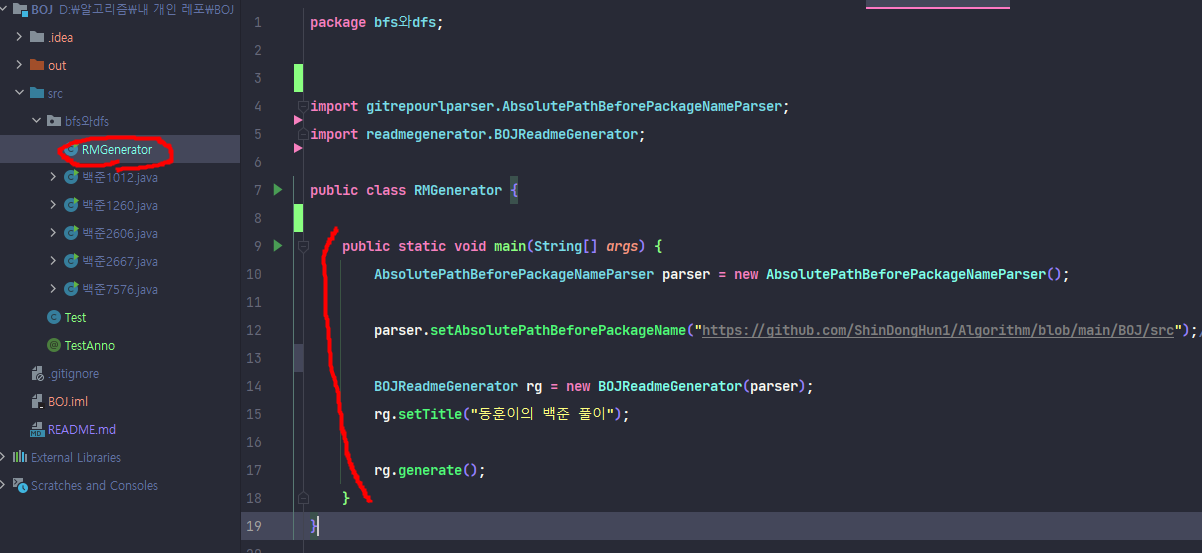 BOJ D:\알고리즘\내 개인 레포\BOJ
.idea
out
src
bfs와dfs
RMGenerator
백준1012.java
백준1260.java
백준2606.java
백준2667.java
백준7576.java
Test
TestAnno
.gitignore
BOJ.iml
README.md
External Libraries
Scratches and Consoles
1 package bfs와dfs;
2
3
4 import gitrepourlparser.AbsolutePathBeforePackageNameParser;
5 import readmegenerator.BOJReadmeGenerator;
6
7 public class RMGenerator {
8
9 public static void main(String[] args) {
10 AbsolutePathBeforePackageNameParser parser = new AbsolutePathBeforePackageNameParser();
11
12 parser.setAbsolutePathBeforePackageName("https://github.com/ShinDongHun1/Algorithm/blob/main/BOJ/src");
13
14 BOJReadmeGenerator rg = new BOJReadmeGenerator(parser);
15 rg.setTitle("동훈이의 백준 풀이");
16
17 rg.generate();
18 }
19 }